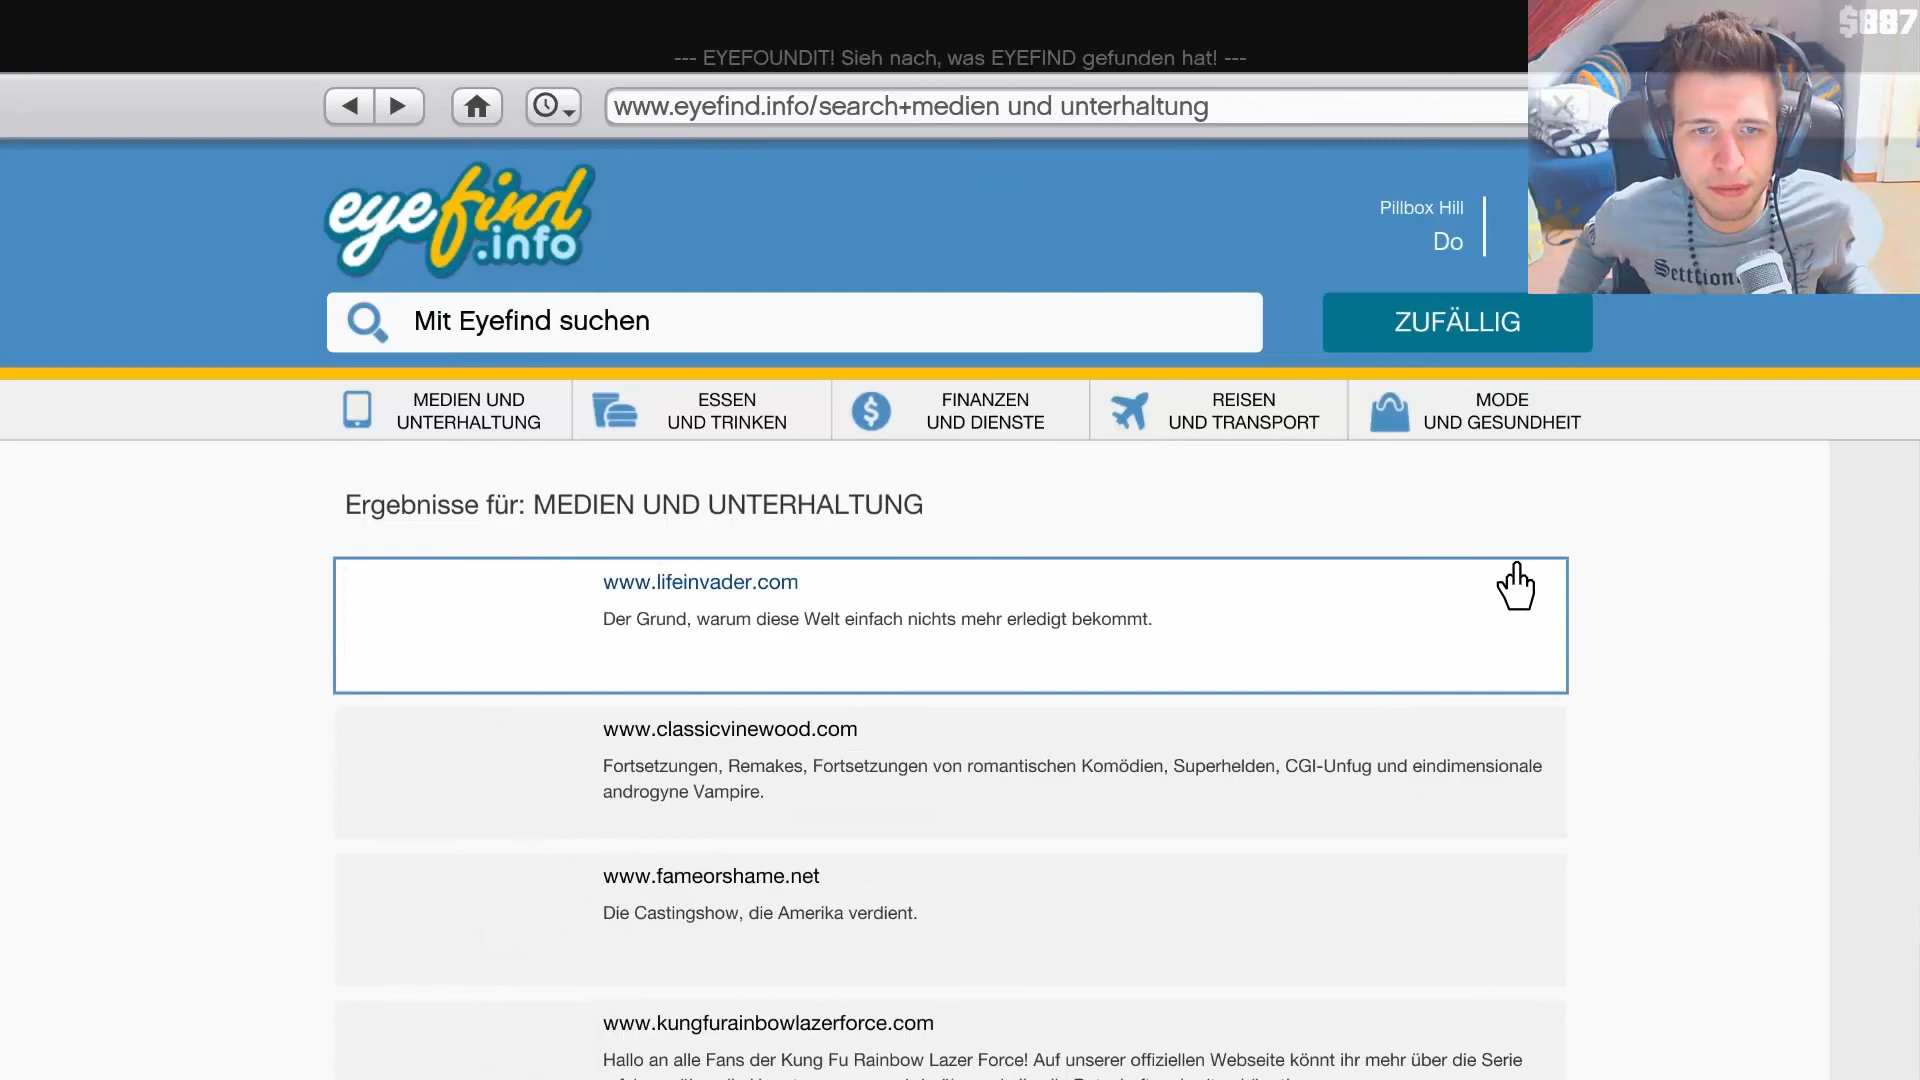 $887
--- EYEFOUNDIT! Sieh nach, was EYEFIND gefunden hat! ---
www.eyefind.info/search+medien und unterhaltung
eyefind
.info
Pillbox Hill
Do
Settlion
Mit Eyefind suchen
ZUFÄLLIG
MEDIEN UND
UNTERHALTUNG
ESSEN
UND TRINKEN
FINANZEN
UND DIENSTE
REISEN
UND TRANSPORT
MODE
UND GESUNDHEIT
Ergebnisse für: MEDIEN UND UNTERHALTUNG
www.lifeinvader.com
Der Grund, warum diese Welt einfach nichts mehr erledigt bekommt.
www.classicvinewood.com
Fortsetzungen, Remakes, Fortsetzungen von romantischen Komödien, Superhelden, CGI-Unfug und eindimensionale
androgyne Vampire.
www.fameorshame.net
Die Castingshow, die Amerika verdient.
www.kungfurainbowlazerforce.com
Hallo an alle Fans der Kung Fu Rainbow Lazer Force! Auf unserer offiziellen Webseite könnt ihr mehr über die Serie